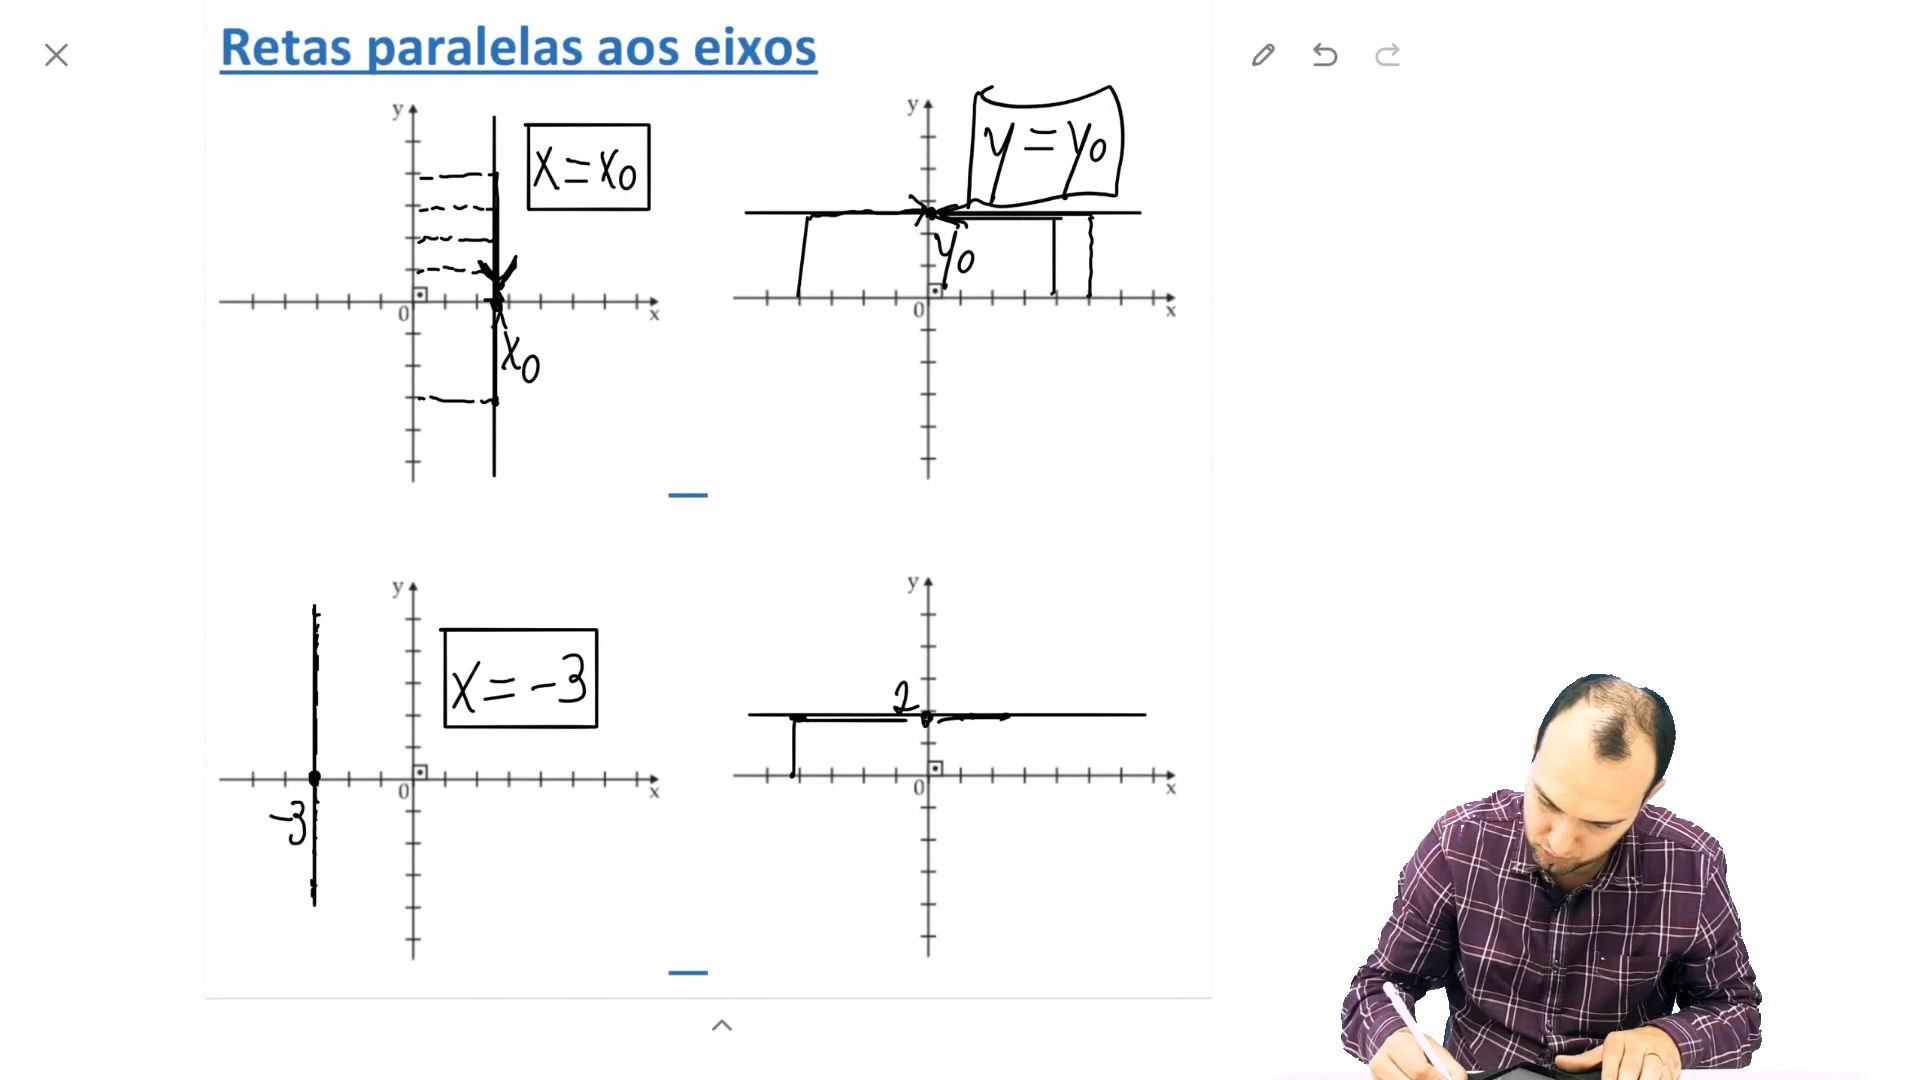 Retas paralelas aos eixos
y
x = x0
0
x
x0
y
y = y0
y0
0
x
y
x = -3
0
x
-3
y
2
0
x